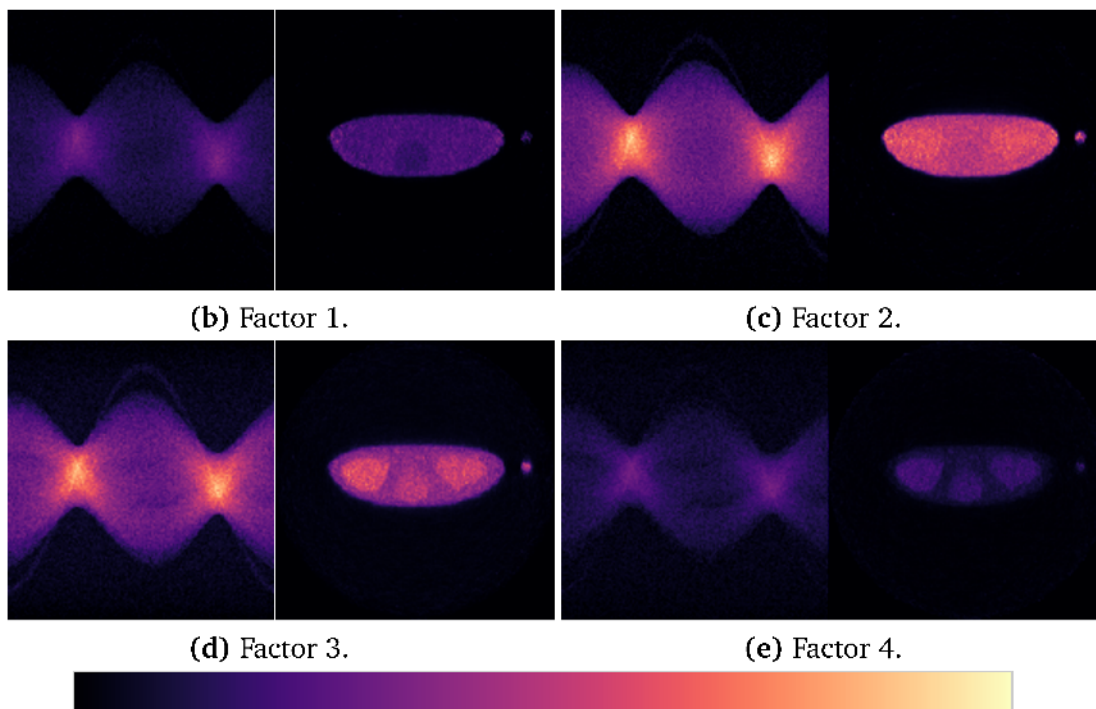 (b) Factor 1.
(c) Factor 2.
(d) Factor 3.
(e) Factor 4.